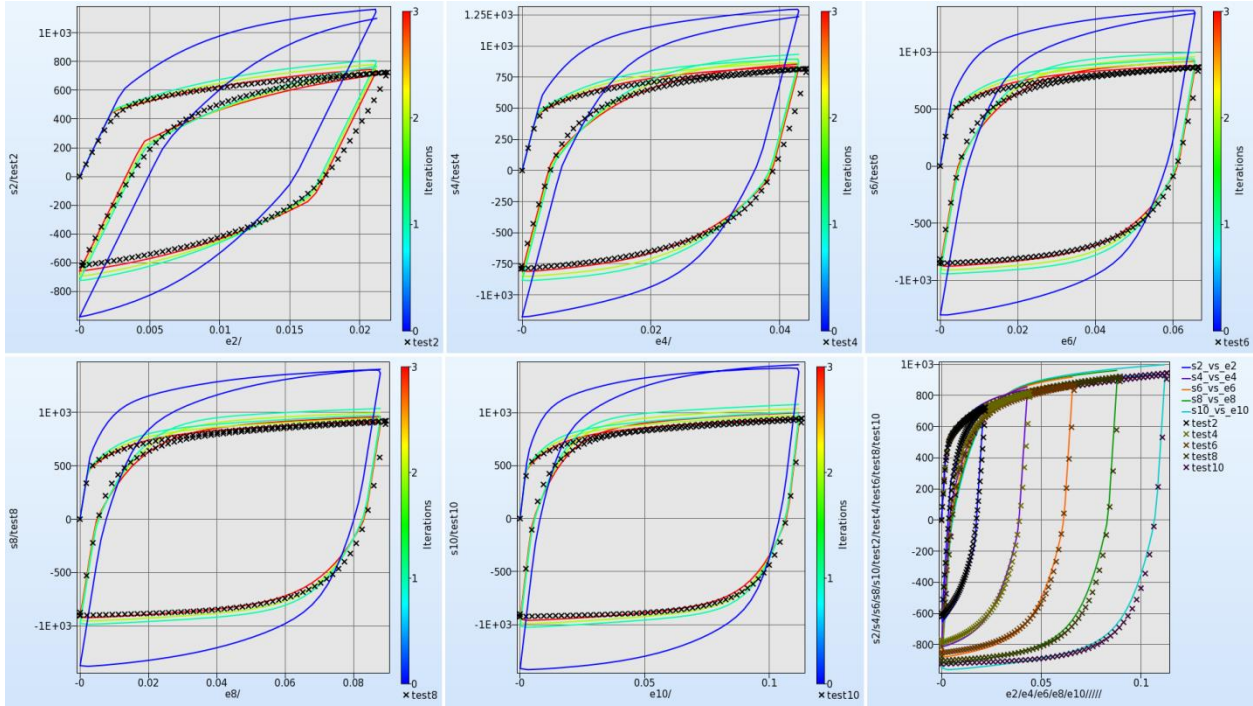 1E+03
800
600
400
200
0
-200
-400
-600
-800
s2/test2
-0
0.005
0.01
0.015
0.02
e2/
3
2
1
0
Iterations
× test2
1.25E+03
1E+03
750
500
250
0
-250
-500
-750
-1E+03
s4/test4
-0
0.02
0.04
e4/
3
2
1
0
Iterations
× test4
1E+03
500
0
-500
-1E+03
s6/test6
-0
0.02
0.04
0.06
e6/
3
2
1
0
Iterations
× test6
1E+03
500
0
-500
-1E+03
s8/test8
-0
0.02
0.04
0.06
0.08
e8/
3
2
1
0
Iterations
× test8
1E+03
500
0
-500
-1E+03
s10/test10
-0
0.05
0.1
e10/
3
2
1
0
Iterations
× test10
1E+03
800
600
400
200
0
-200
-400
-600
-800
s2/s4/s6/s8/s10/test2/test4/test6/test8/test10
-0
0.05
0.1
e2/e4/e6/e8/e10/////
s2_vs_e2
s4_vs_e4
s6_vs_e6
s8_vs_e8
s10_vs_e10
× test2
× test4
× test6
× test8
× test10